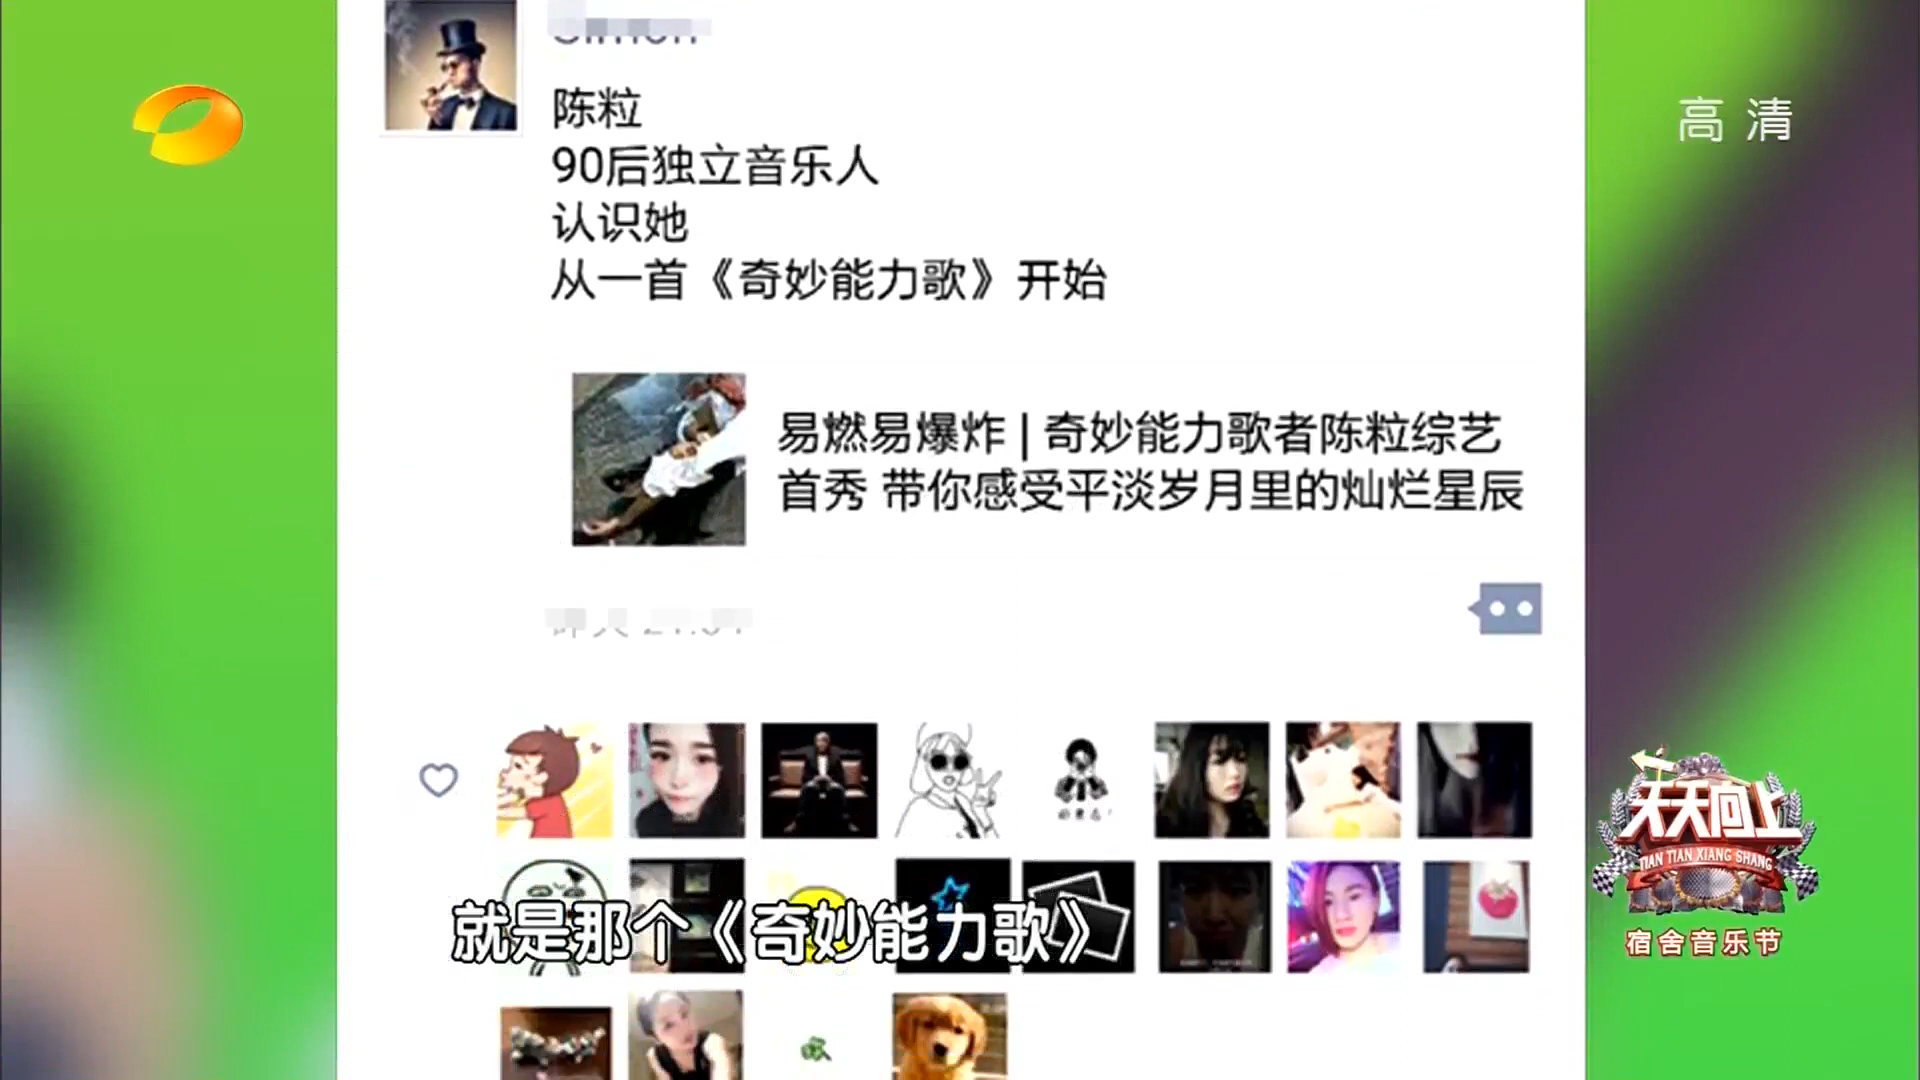 陈粒
90后独立音乐人
认识她
从一首《奇妙能力歌》开始
高清
易燃易爆炸 | 奇妙能力歌者陈粒综艺
首秀 带你感受平淡岁月里的灿烂星辰
天天向上
TIAN TIAN XIANG SHANG
宿舍音乐节
就是那个《奇妙能力歌》